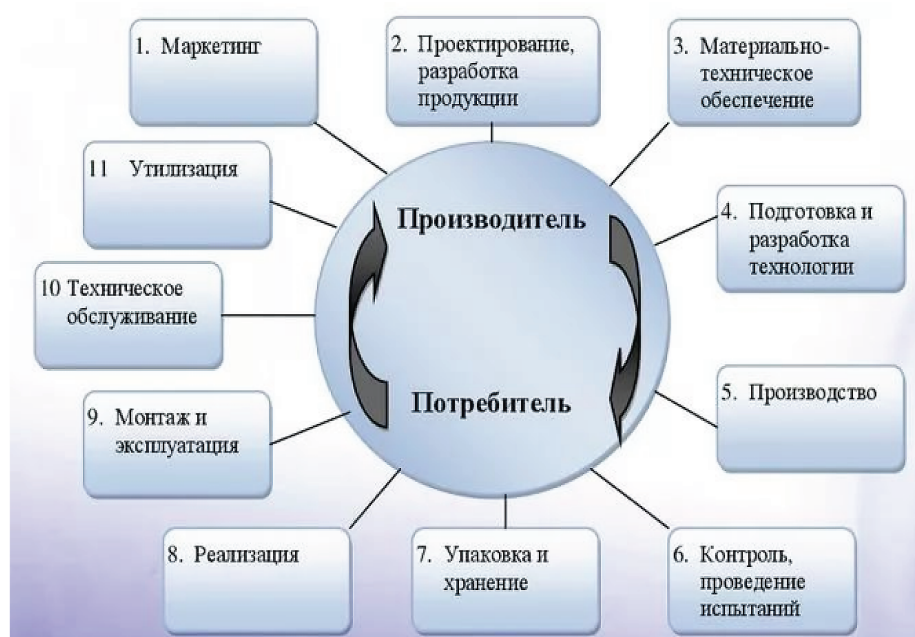 1. Маркетинг
2. Проектирование,
разработка
продукции
3. Материально-
техническое
обеспечение
11 Утилизация
Производитель
4. Подготовка и
разработка
технологии
10 Техническое
обслуживание
Потребитель
5. Производство
9. Монтаж и
эксплуатация
8. Реализация
7. Упаковка и
хранение
6. Контроль,
проведение
испытаний